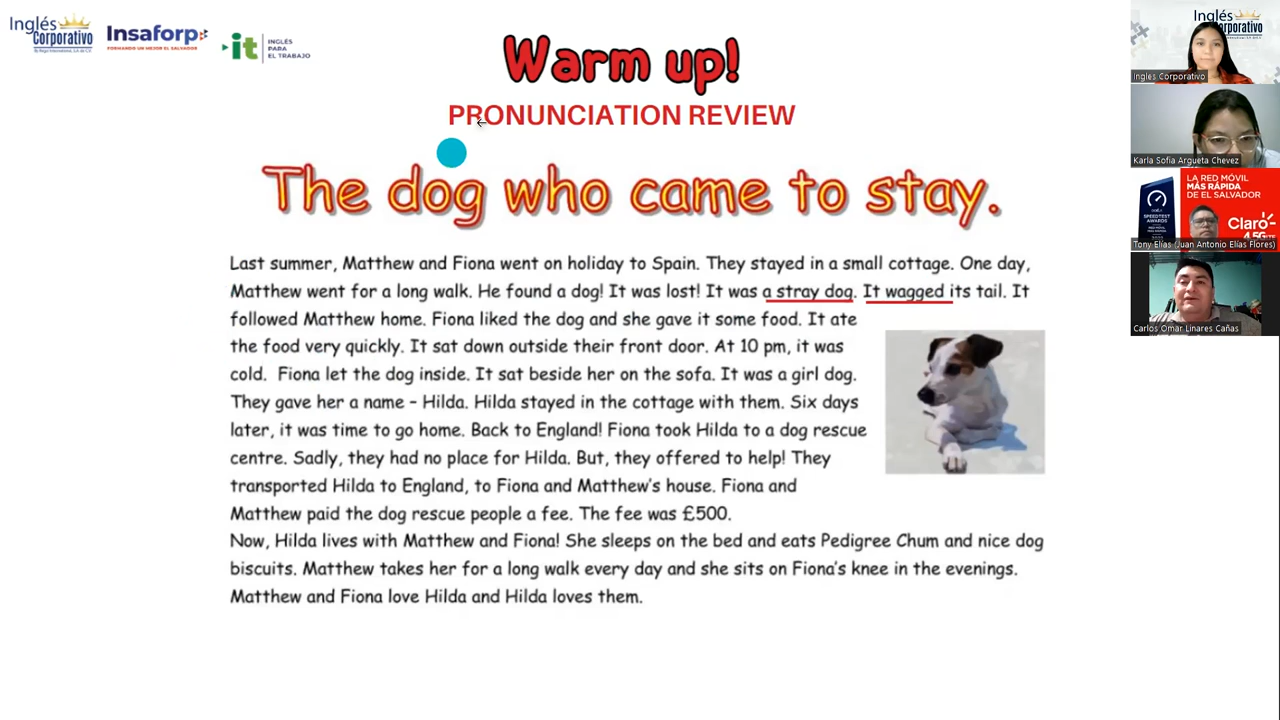 Inglés
Corporativo
Insaforp
FORMANDO UN MEJOR EL SALVADOR
it
INGLÉS
PARA
EL TRABAJO
Warm up!
PRONUNCIATION REVIEW
The dog who came to stay.
Last summer, Matthew and Fiona went on holiday to Spain. They stayed in a small cottage. One day,
Matthew went for a long walk. He found a dog! It was lost! It was a stray dog. It wagged its tail. It
followed Matthew home. Fiona liked the dog and she gave it some food. It ate
the food very quickly. It sat down outside their front door. At 10 pm, it was
cold. Fiona let the dog inside. It sat beside her on the sofa. It was a girl dog.
They gave her a name – Hilda. Hilda stayed in the cottage with them. Six days
later, it was time to go home. Back to England! Fiona took Hilda to a dog rescue
centre. Sadly, they had no place for Hilda. But, they offered to help! They
transported Hilda to England, to Fiona and Matthew's house. Fiona and
Matthew paid the dog rescue people a fee. The fee was £500.
Now, Hilda lives with Matthew and Fiona! She sleeps on the bed and eats Pedigree Chum and nice dog
biscuits. Matthew takes her for a long walk every day and she sits on Fiona's knee in the evenings.
Matthew and Fiona love Hilda and Hilda loves them.
Inglés
Corporativo
Ingles Corporativo
Karla Sofia Argueta Chevez
LA RED MÓVIL
MÁS RÁPIDA
DE EL SALVADOR
SPEEDTEST
AWARDS
Claro
4.5G
Tony Elías (Juan Antonio Elías Flores)
Carlos Omar Linares Cañas